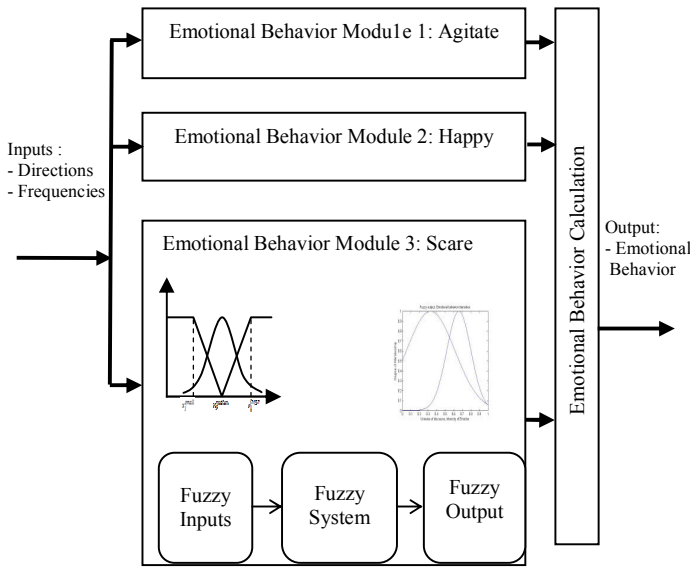 Emotional Behavior Modu1e 1: Agitate
Emotional Behavior Module 2: Happy
Inputs :
- Directions
- Frequencies
Emotional Behavior Module 3: Scare
Fuzzy
Inputs
Fuzzy
System
Fuzzy
Output
Emotional Behavior Calculation
Output:
- Emotional
Behavior